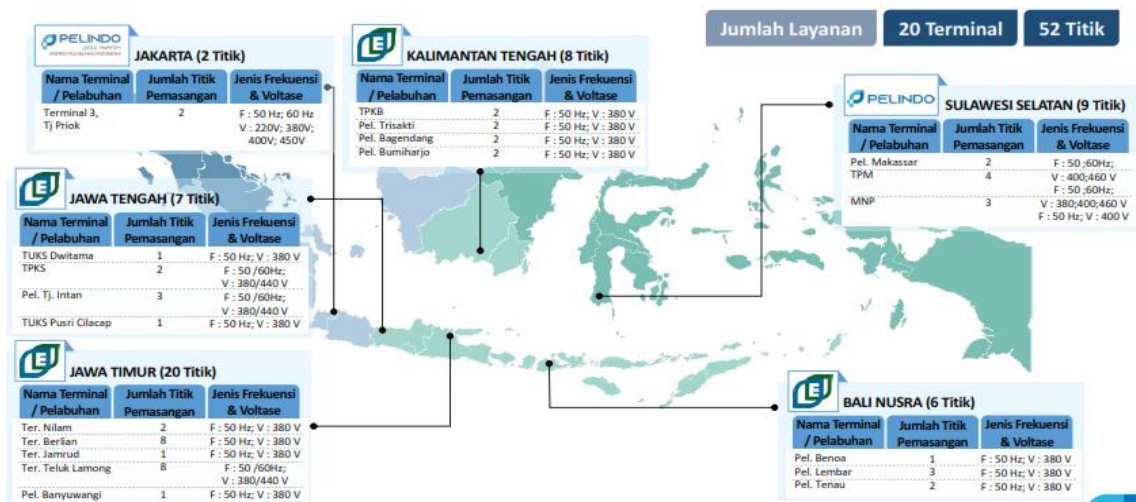 Jumlah Layanan 20 Terminal 52 Titik
PELINDO
JASA MARITIM
JAKARTA (2 Titik)
Nama Terminal / Pelabuhan Jumlah Titik Pemasangan Jenis Frekuensi & Voltase
Terminal 3, Tj Priok 2 F : 50 Hz; 60 Hz
V : 220V; 380V;
400V; 450V
LEI
KALIMANTAN TENGAH (8 Titik)
Nama Terminal / Pelabuhan Jumlah Titik Pemasangan Jenis Frekuensi & Voltase
TPKB 2 F : 50 Hz; V : 380 V
Pel. Trisakti 2 F : 50 Hz; V : 380 V
Pel. Bagendang 2 F : 50 Hz; V : 380 V
Pel. Bumiharjo 2 F : 50 Hz; V : 380 V
PELINDO
SULAWESI SELATAN (9 Titik)
Nama Terminal / Pelabuhan Jumlah Titik Pemasangan Jenis Frekuensi & Voltase
Pel. Makassar 2 F : 50 ;60Hz;
TPM 4 V : 400;460 V
F : 50 ;60Hz;
MNP 3 V : 380;400;460 V
F : 50 Hz; V : 400 V
LEI
JAWA TENGAH (7 Titik)
Nama Terminal / Pelabuhan Jumlah Titik Pemasangan Jenis Frekuensi & Voltase
TUKS Dwitama 1 F : 50 Hz; V : 380 V
TPKS 2 F : 50 /60Hz;
V : 380/440 V
Pel. Tj. Intan 3 F : 50 /60Hz;
V : 380/440 V
TUKS Pusri Cilacap 1 F : 50 Hz; V : 380 V
LEI
JAWA TIMUR (20 Titik)
Nama Terminal / Pelabuhan Jumlah Titik Pemasangan Jenis Frekuensi & Voltase
Ter. Nilam 2 F : 50 Hz; V : 380 V
Ter. Berlian 8 F : 50 Hz; V : 380 V
Ter. Jamrud 1 F : 50 Hz; V : 380 V
Ter. Teluk Lamong 8 F : 50 /60Hz;
V : 380/440 V
Pel. Banyuwangi 1 F : 50 Hz; V : 380 V
LEI
BALI NUSRA (6 Titik)
Nama Terminal / Pelabuhan Jumlah Titik Pemasangan Jenis Frekuensi & Voltase
Pel. Benoa 1 F : 50 Hz; V : 380 V
Pel. Lembar 3 F : 50 Hz; V : 380 V
Pel. Tenau 2 F : 50 Hz; V : 380 V